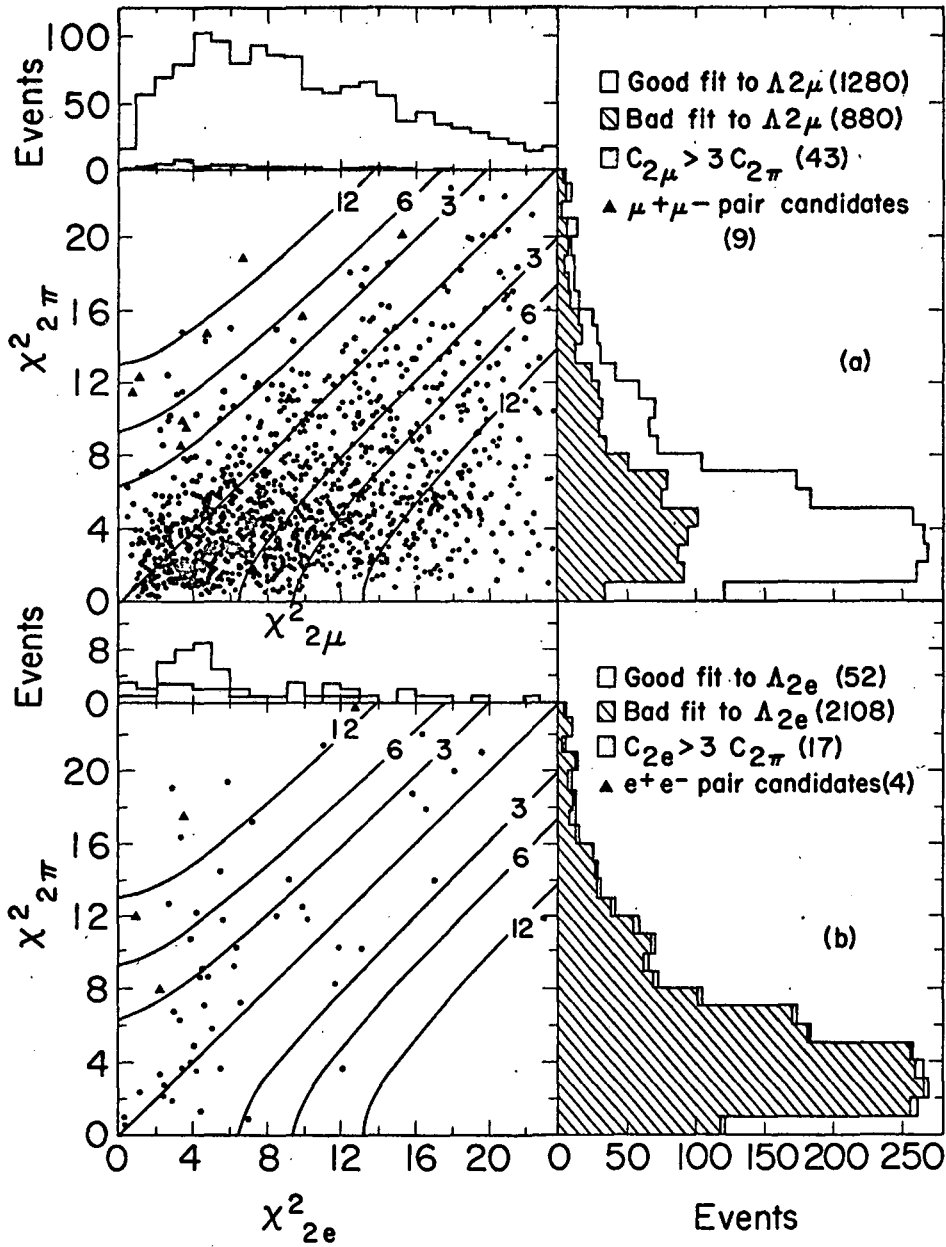 100
50
0
Events
Good fit to Λ2μ (1280)
Bad fit to Λ2μ (880)
C2μ > 3 C2π (43)
▲ μ+μ- pair candidates
(9)
12
6
3
3
6
12
20
16
12
8
4
0
χ²2π
(a)
χ²2μ
8
0
Events
Good fit to Λ2e (52)
Bad fit to Λ2e (2108)
C2e > 3 C2π (17)
▲ e+e- pair candidates(4)
12
6
3
3
6
12
20
16
12
8
4
0
χ²2π
(b)
0 4 8 12 16 20
0 50 100 150 200 250
χ²2e
Events